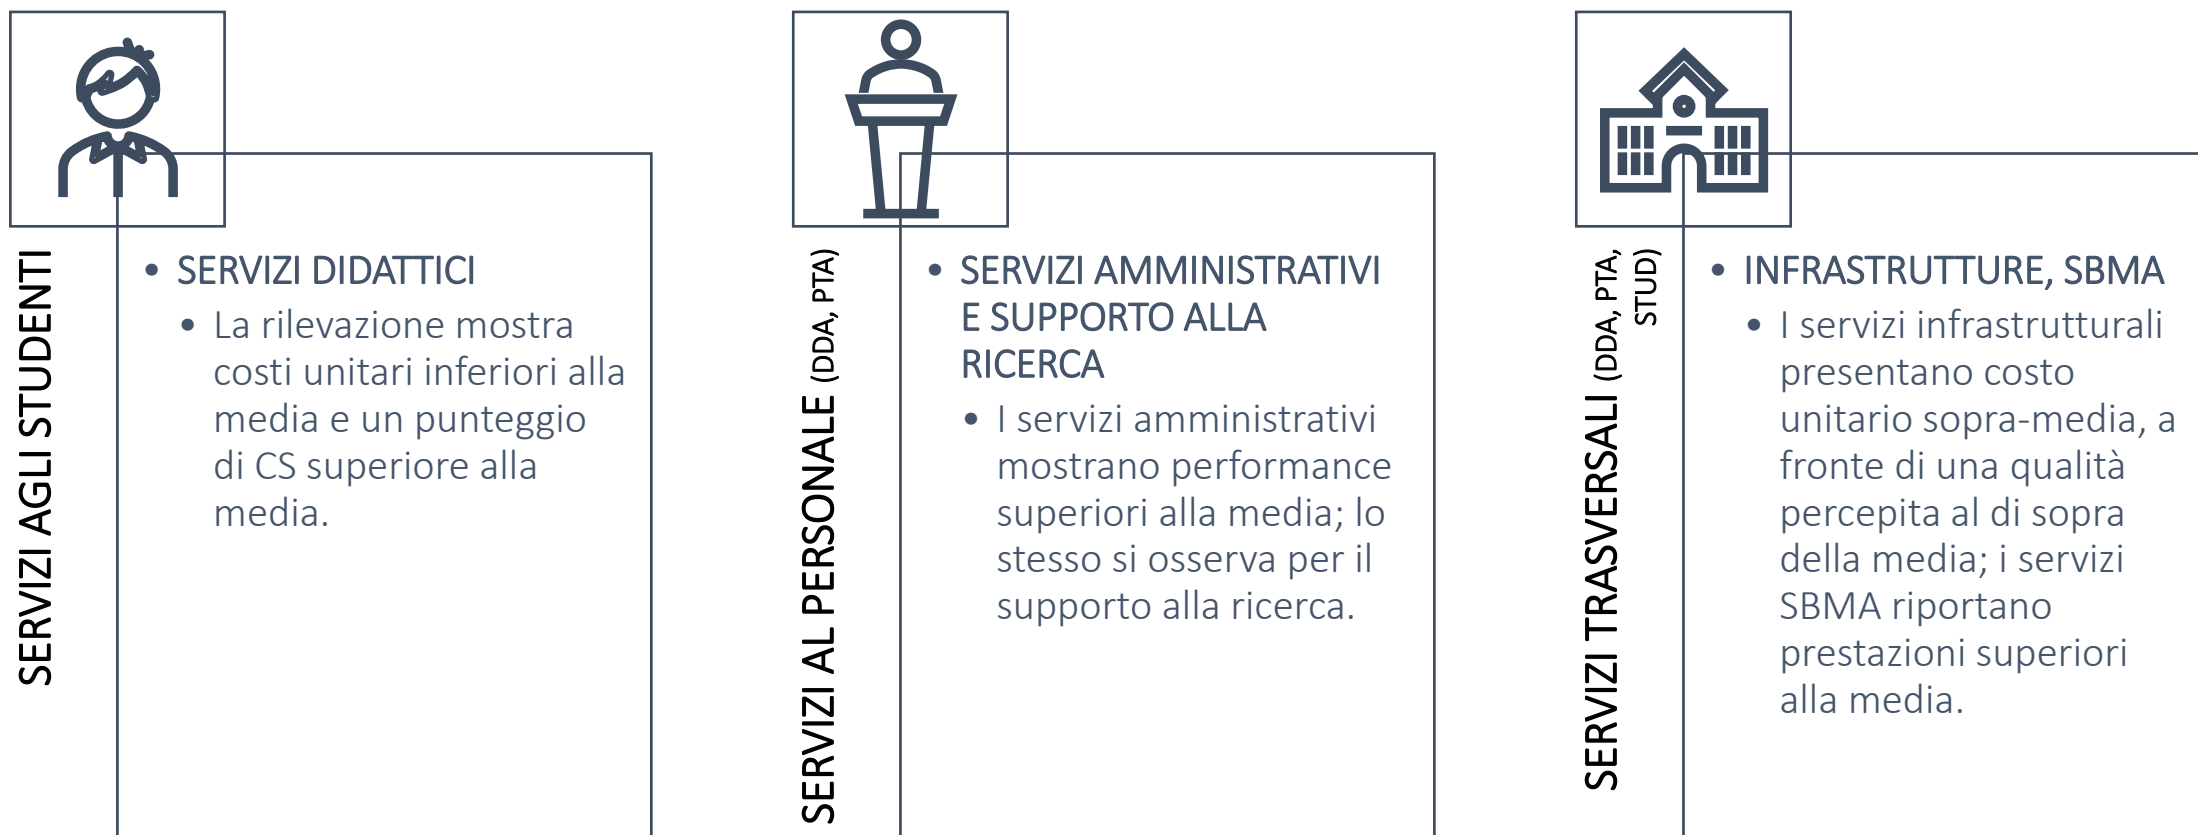 SERVIZI AGLI STUDENTI
• SERVIZI DIDATTICI
• La rilevazione mostra
costi unitari inferiori alla
media e un punteggio
di CS superiore alla
media.
SERVIZI AL PERSONALE (DDA, PTA)
• SERVIZI AMMINISTRATIVI
E SUPPORTO ALLA
RICERCA
• I servizi amministrativi
mostrano performance
superiori alla media; lo
stesso si osserva per il
supporto alla ricerca.
SERVIZI TRASVERSALI (DDA, PTA,
STUD)
• INFRASTRUTTURE, SBMA
• I servizi infrastrutturali
presentano costo
unitario sopra-media, a
fronte di una qualità
percepita al di sopra
della media; i servizi
SBMA riportano
prestazioni superiori
alla media.